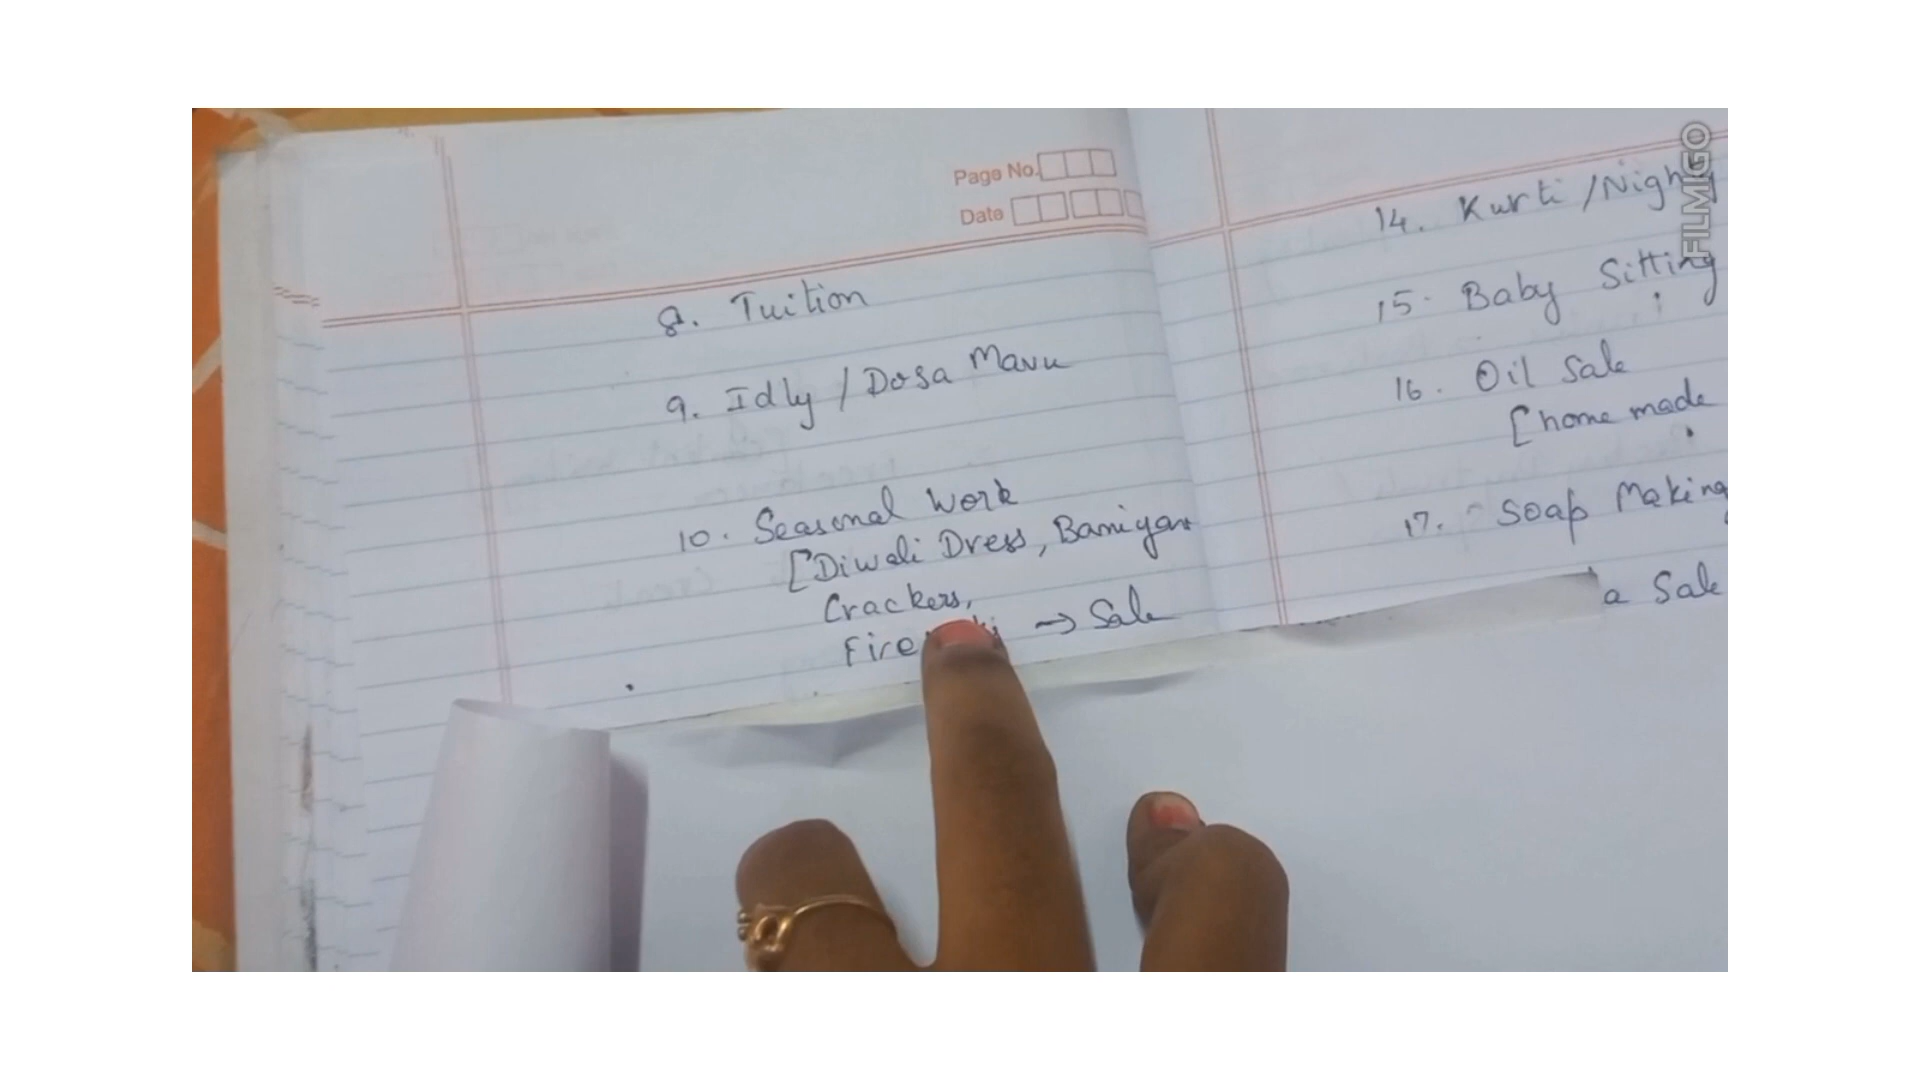 Page No.
Date
8. Tuition
9. Idly / Dosa Mavu
10. Seasonal Work
[Diwali Dress, Baniyan
Crackers,
Fire → Sale
14. Kurti / Nighty
15. Baby Sitting
16. Oil Sale
[home made
17. Soap Making
a Sale
FILMIGO